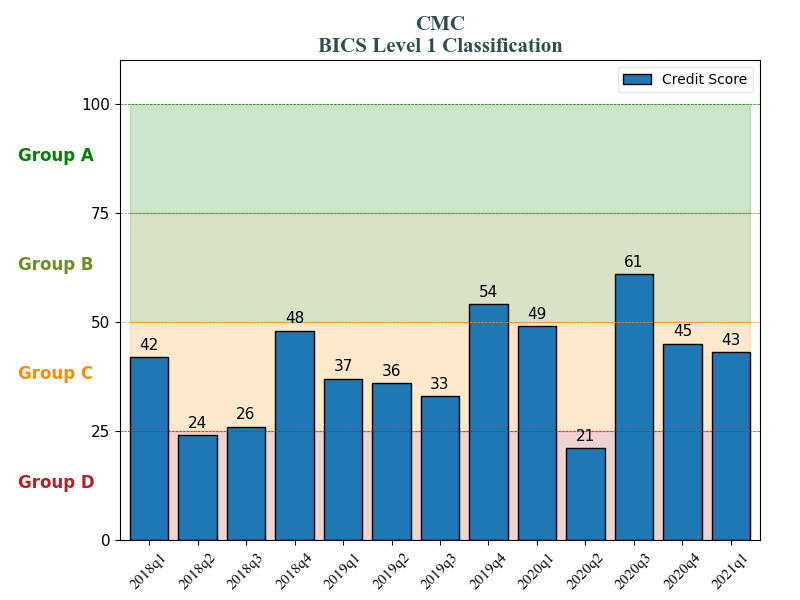 CMC
BICS Level 1 Classification
Credit Score
100
Group A
75
Group B
61
54
50
48
49
45
42
43
37
36
33
Group C
26
25
24
21
Group D
0
2018q1
2018q2
2018q3
2018q4
2019q1
2019q2
2019q3
2019q4
2020q1
2020q2
2020q3
2020q4
2021q1